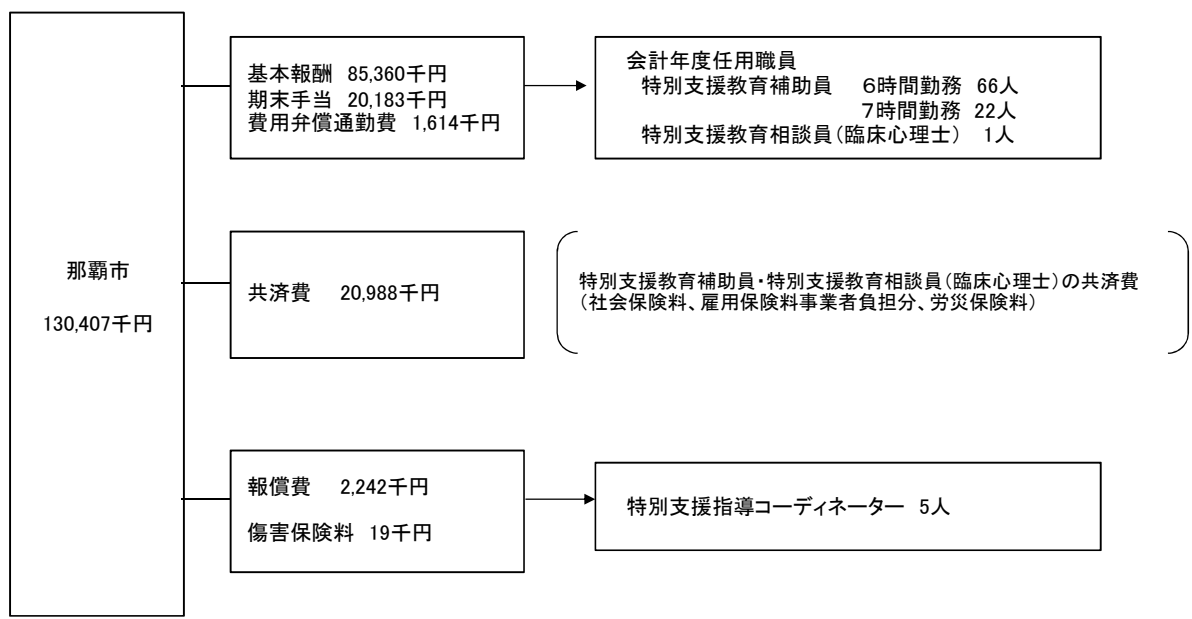 那覇市
130,407千円
基本報酬 85,360千円
期末手当 20,183千円
費用弁償通勤費 1,614千円
会計年度任用職員
特別支援教育補助員 6時間勤務 66人
7時間勤務 22人
特別支援教育相談員(臨床心理士) 1人
共済費 20,988千円
特別支援教育補助員・特別支援教育相談員(臨床心理士)の共済費
(社会保険料、雇用保険料事業者負担分、労災保険料)
報償費 2,242千円
傷害保険料 19千円
特別支援指導コーディネーター 5人